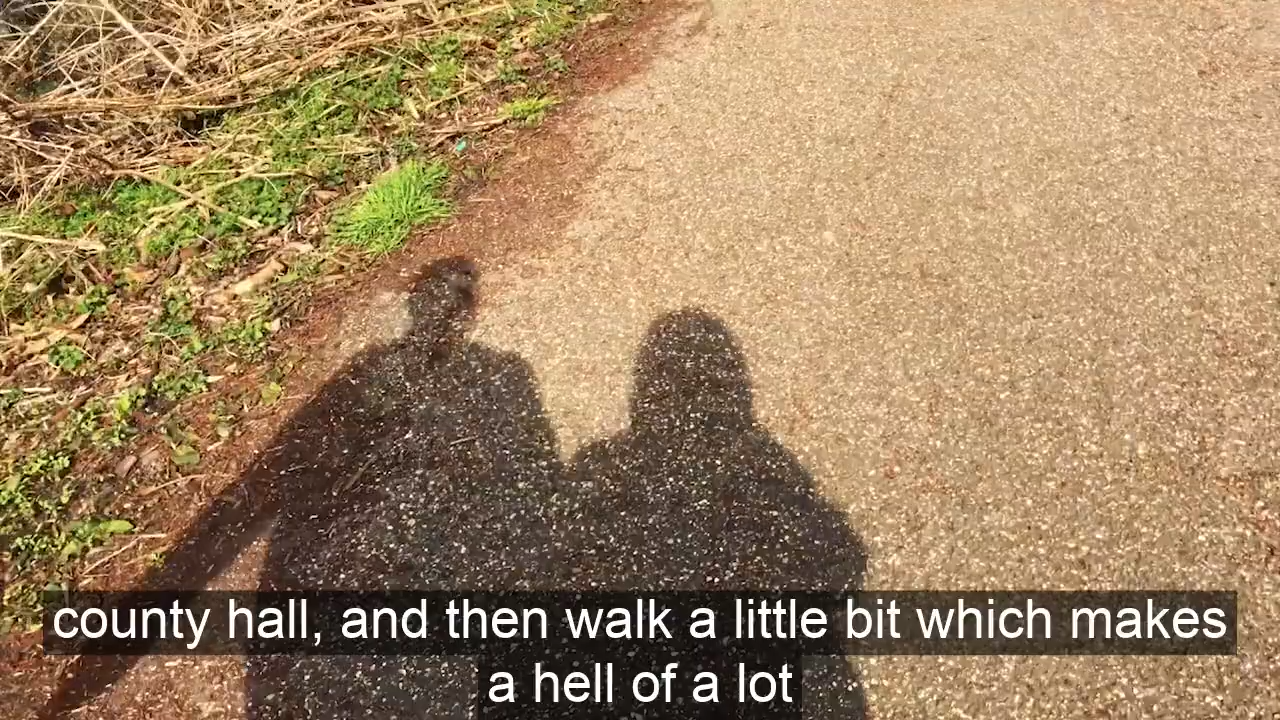 county hall, and then walk a little bit which makes
a hell of a lot